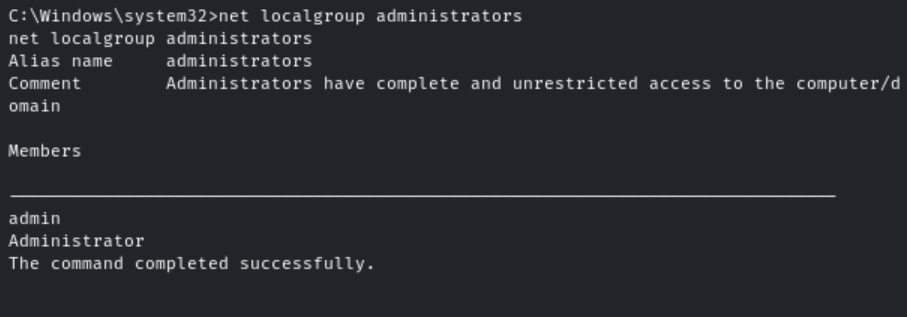 C:\Windows\system32>net localgroup administrators
net localgroup administrators
Alias name     administrators
Comment        Administrators have complete and unrestricted access to the computer/d
omain
Members
admin
Administrator
The command completed successfully.